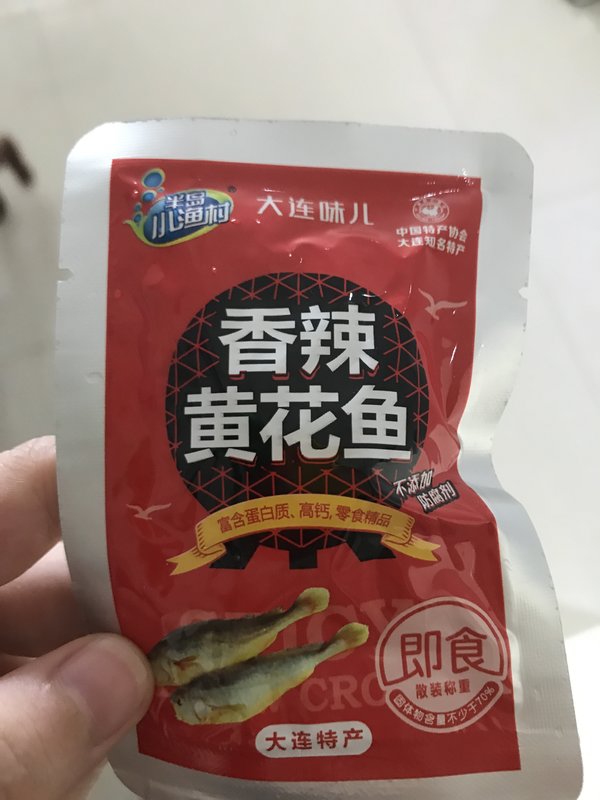 半岛
小渔村
大连味儿
中国特产协会
大连知名特产
香辣
黄花鱼
不添加
防腐剂
富含蛋白质、高钙,零食精品
SPICY
CRO
即食
散装称重
固体物含量不少于70%
大连特产